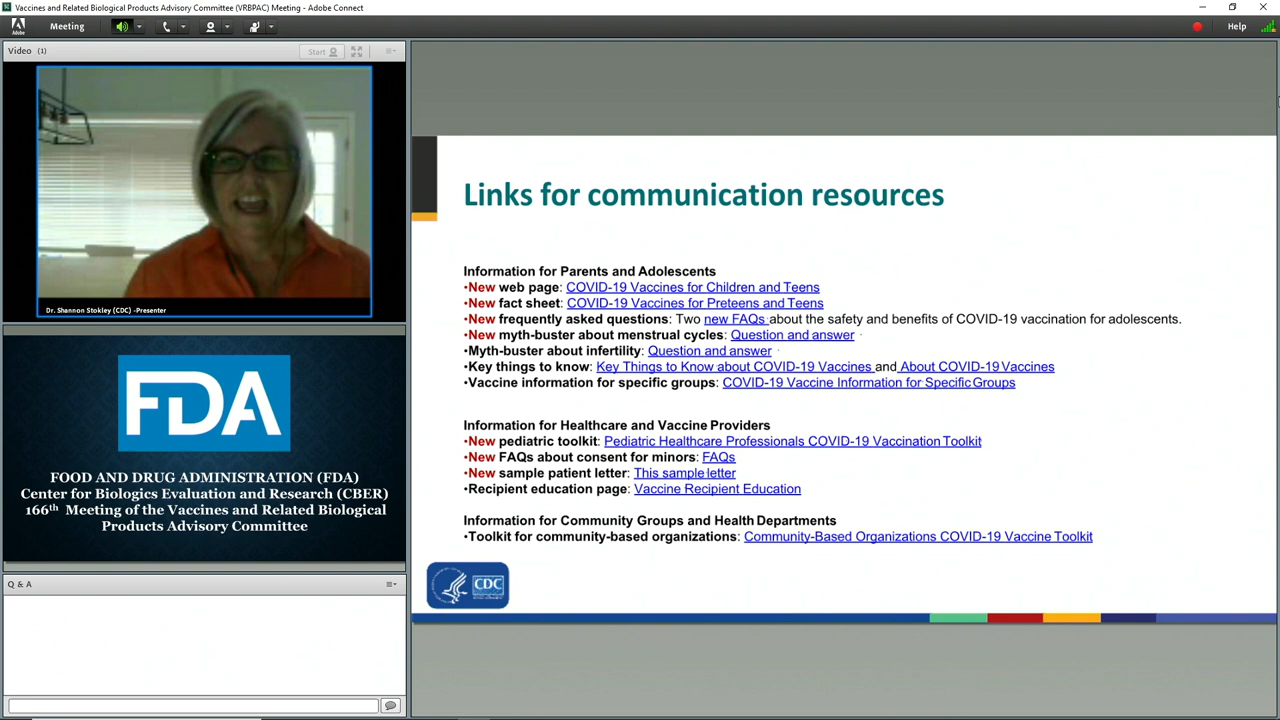 Vaccines and Related Biological Products Advisory Committee (VRBPAC) Meeting - Adobe Connect
Adobe
Meeting
Help
Video (1)
Start
Dr. Shannon Stokley (CDC) -Presenter
FDA
FOOD AND DRUG ADMINISTRATION (FDA)
Center for Biologics Evaluation and Research (CBER)
166th Meeting of the Vaccines and Related Biological
Products Advisory Committee
Q & A
Links for communication resources
Information for Parents and Adolescents
•New web page: COVID-19 Vaccines for Children and Teens
•New fact sheet: COVID-19 Vaccines for Preteens and Teens
•New frequently asked questions: Two new FAQs about the safety and benefits of COVID-19 vaccination for adolescents.
•New myth-buster about menstrual cycles: Question and answer
•Myth-buster about infertility: Question and answer
•Key things to know: Key Things to Know about COVID-19 Vaccines and About COVID-19 Vaccines
•Vaccine information for specific groups: COVID-19 Vaccine Information for Specific Groups
Information for Healthcare and Vaccine Providers
•New pediatric toolkit: Pediatric Healthcare Professionals COVID-19 Vaccination Toolkit
•New FAQs about consent for minors: FAQs
•New sample patient letter: This sample letter
•Recipient education page: Vaccine Recipient Education
Information for Community Groups and Health Departments
•Toolkit for community-based organizations: Community-Based Organizations COVID-19 Vaccine Toolkit
CDC